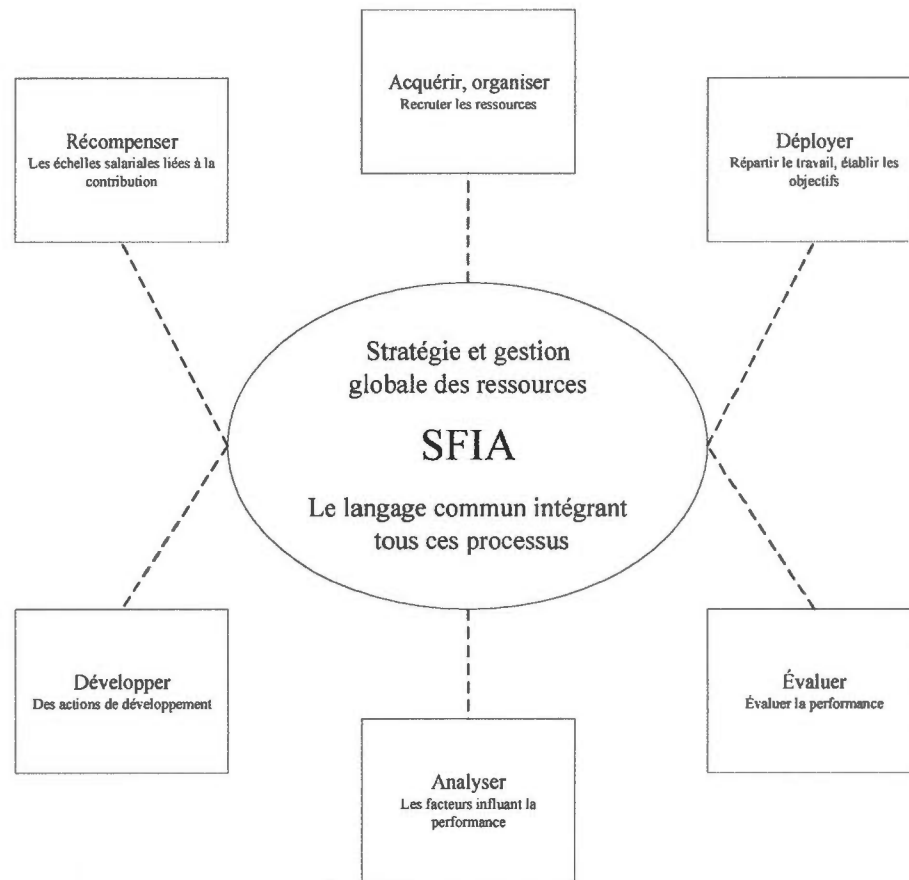 Acquérir, organiser
Recruter les ressources
Récompenser
Les échelles salariales liées à la
contribution
Déployer
Répartir le travail, établir les
objectifs
Stratégie et gestion
globale des ressources
SFIA
Le langage commun intégrant
tous ces processus
Développer
Des actions de développement
Évaluer
Évaluer la performance
Analyser
Les facteurs influant la
performance